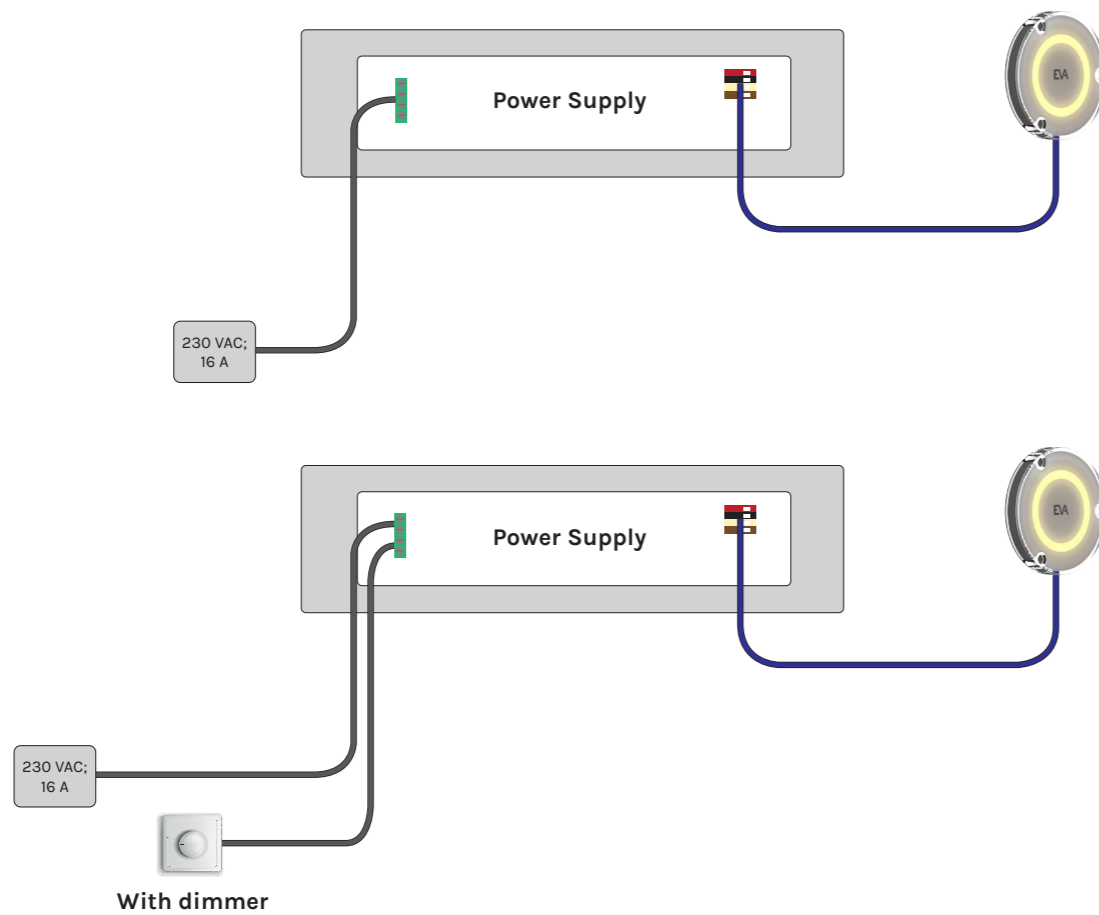 Power Supply
EVA
230 VAC;
16 A
Power Supply
EVA
230 VAC;
16 A
With dimmer